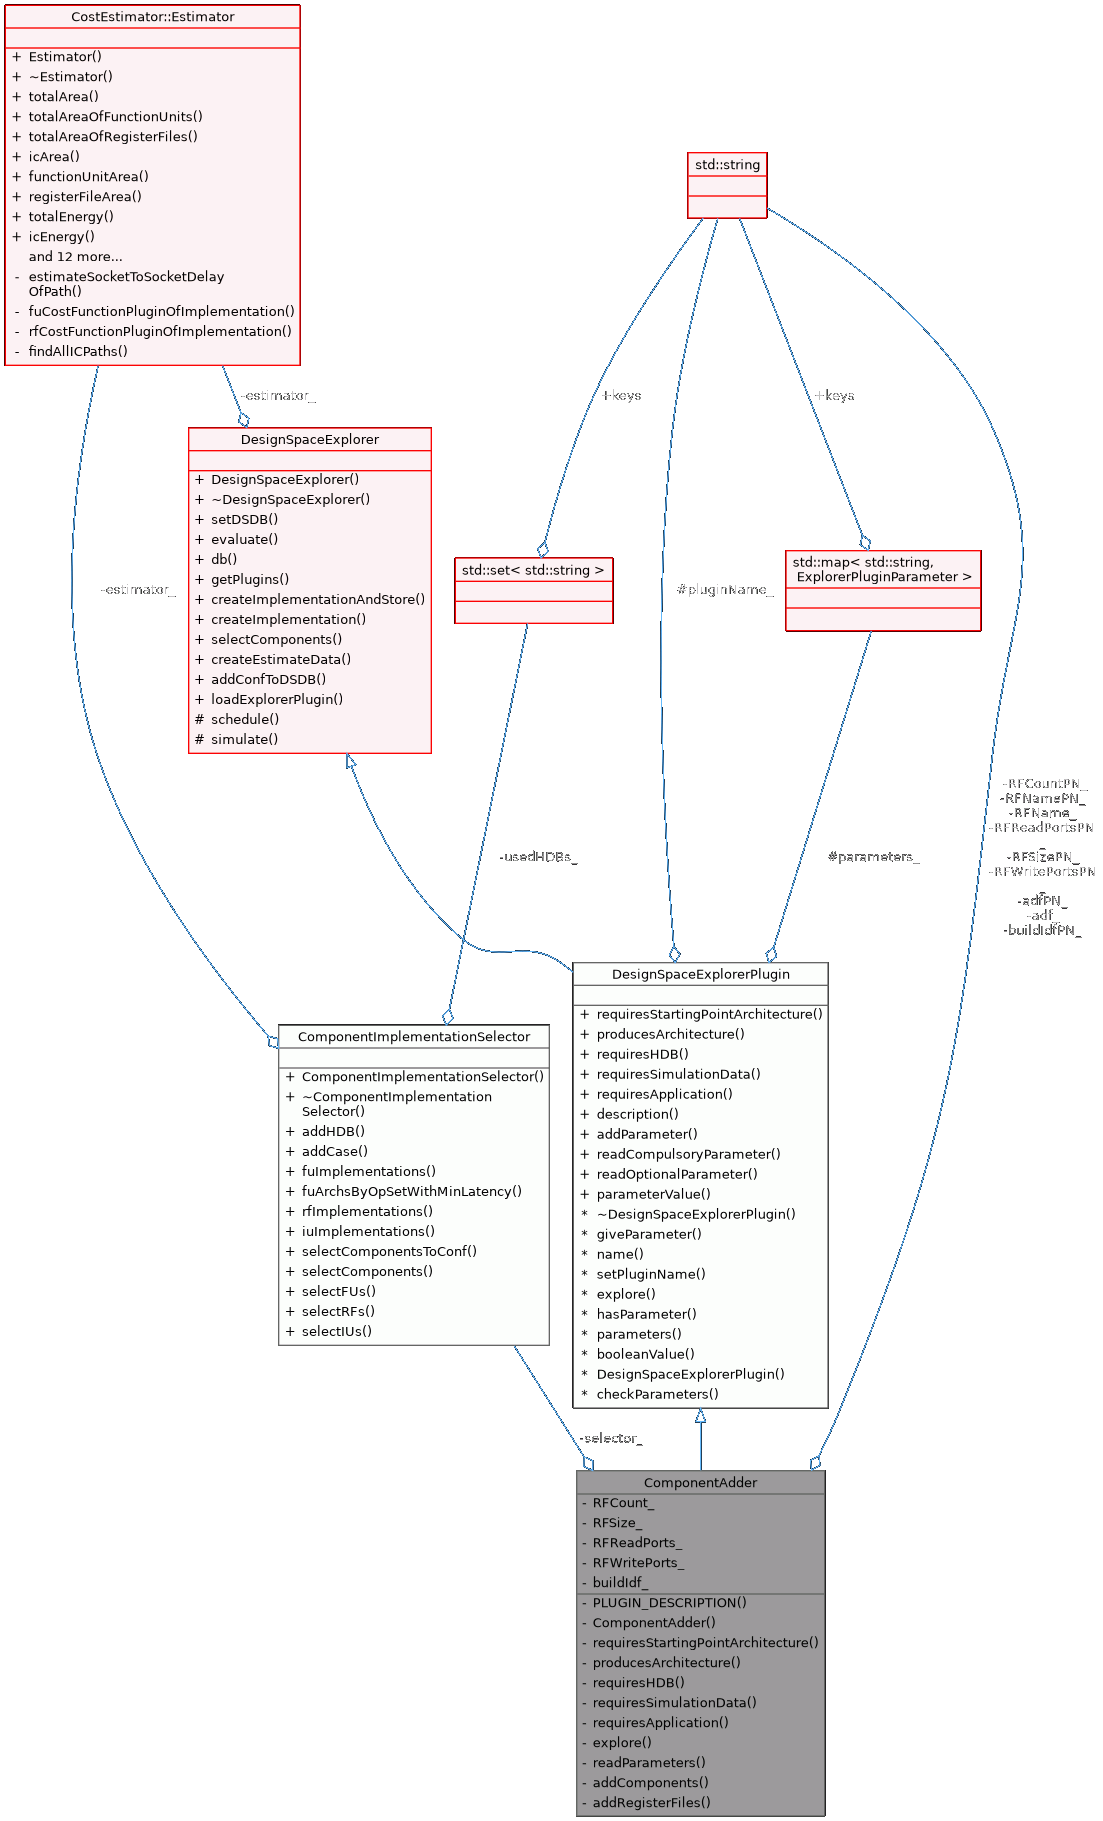 CostEstimator::Estimator
+ Estimator()
+ ~Estimator()
+ totalArea()
+ totalAreaOfFunctionUnits()
+ totalAreaOfRegisterFiles()
+ icArea()
+ functionUnitArea()
+ registerFileArea()
+ totalEnergy()
+ icEnergy()
and 12 more...
- estimateSocketToSocketDelay
OfPath()
- fuCostFunctionPluginOfImplementation()
- rfCostFunctionPluginOfImplementation()
- findAllICPaths()
std::string
-estimator_
+keys
+keys
DesignSpaceExplorer
+ DesignSpaceExplorer()
+ ~DesignSpaceExplorer()
+ setDSDB()
+ evaluate()
+ db()
+ getPlugins()
+ createImplementationAndStore()
+ createImplementation()
+ selectComponents()
+ createEstimateData()
+ addConfToDSDB()
+ loadExplorerPlugin()
# schedule()
# simulate()
std::set< std::string >
std::map< std::string,
ExplorerPluginParameter >
-estimator_
#pluginName_
-RFCountPN_
-RFNamePN_
-RFName_
-RFReadPortsPN
_
-RFSizePN_
-RFWritePortsPN
_
-adfPN_
-adf_
-buildIdfPN_
-usedHDBs_
#parameters_
DesignSpaceExplorerPlugin
+ requiresStartingPointArchitecture()
+ producesArchitecture()
+ requiresHDB()
+ requiresSimulationData()
+ requiresApplication()
+ description()
+ addParameter()
+ readCompulsoryParameter()
+ readOptionalParameter()
+ parameterValue()
* ~DesignSpaceExplorerPlugin()
* giveParameter()
* name()
* setPluginName()
* explore()
* hasParameter()
* parameters()
* booleanValue()
* DesignSpaceExplorerPlugin()
* checkParameters()
ComponentImplementationSelector
+ ComponentImplementationSelector()
+ ~ComponentImplementation
Selector()
+ addHDB()
+ addCase()
+ fuImplementations()
+ fuArchsByOpSetWithMinLatency()
+ rfImplementations()
+ iuImplementations()
+ selectComponentsToConf()
+ selectComponents()
+ selectFUs()
+ selectRFs()
+ selectIUs()
-selector_
ComponentAdder
- RFCount_
- RFSize_
- RFReadPorts_
- RFWritePorts_
- buildIdf_
- PLUGIN_DESCRIPTION()
- ComponentAdder()
- requiresStartingPointArchitecture()
- producesArchitecture()
- requiresHDB()
- requiresSimulationData()
- requiresApplication()
- explore()
- readParameters()
- addComponents()
- addRegisterFiles()